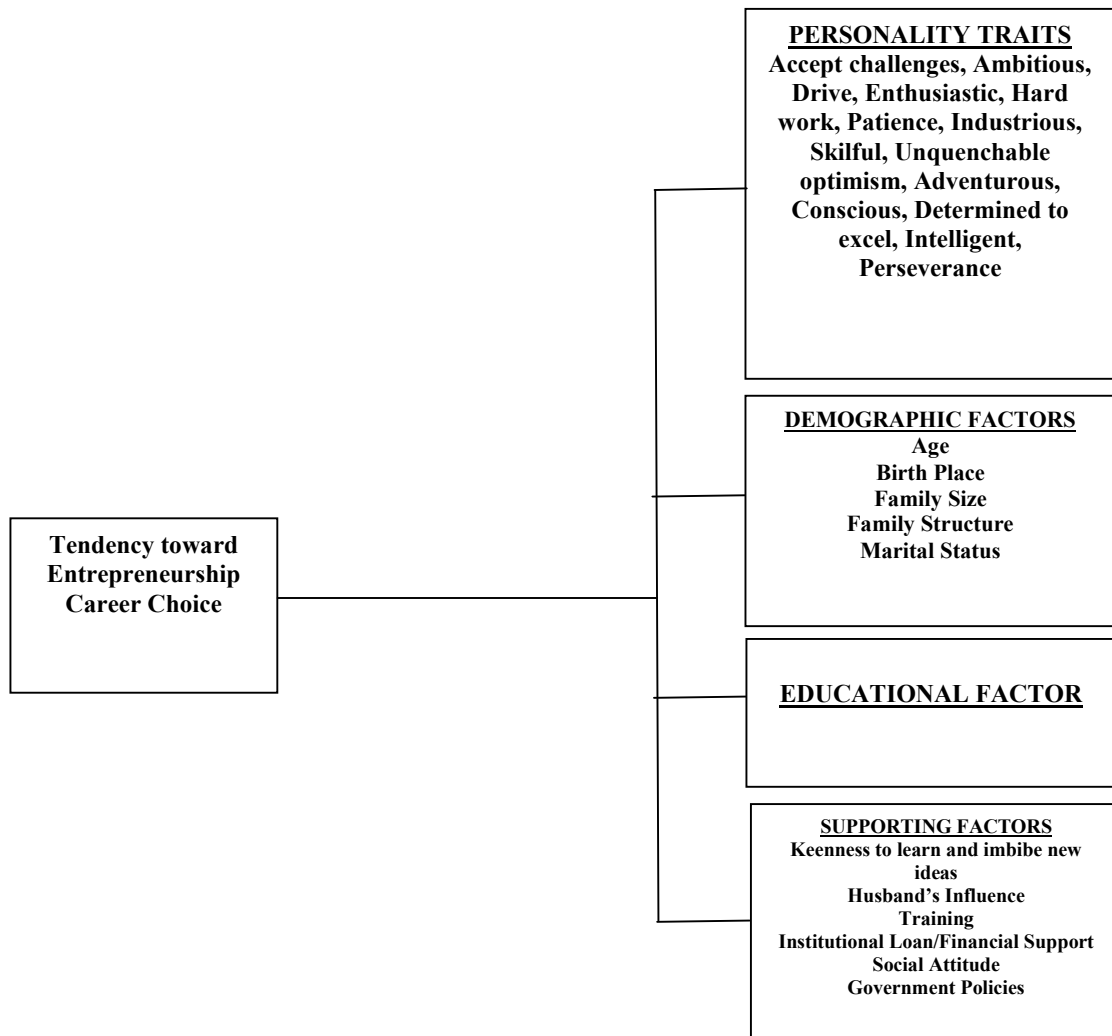 PERSONALITY TRAITS
Accept challenges, Ambitious,
Drive, Enthusiastic, Hard
work, Patience, Industrious,
Skilful, Unquenchable
optimism, Adventurous,
Conscious, Determined to
excel, Intelligent,
Perseverance
DEMOGRAPHIC FACTORS
Age
Birth Place
Family Size
Family Structure
Marital Status
Tendency toward
Entrepreneurship
Career Choice
EDUCATIONAL FACTOR
SUPPORTING FACTORS
Keenness to learn and imbibe new
ideas
Husband’s Influence
Training
Institutional Loan/Financial Support
Social Attitude
Government Policies